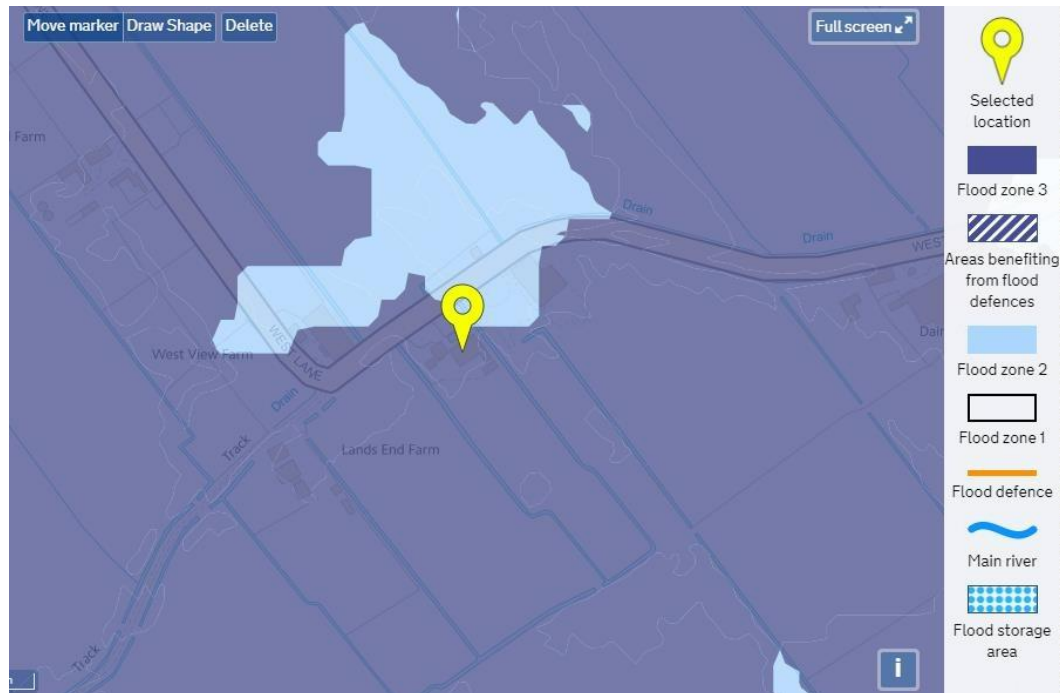 Move marker
Draw Shape
Delete
Full screen
Farm
Drain
Drain
WEST
West View Farm
WEST LANE
Drain
Track
Lands End Farm
Track
i
Selected
location
Flood zone 3
Areas benefiting
from flood
defences
Flood zone 2
Flood zone 1
Flood defence
Main river
Flood storage
area